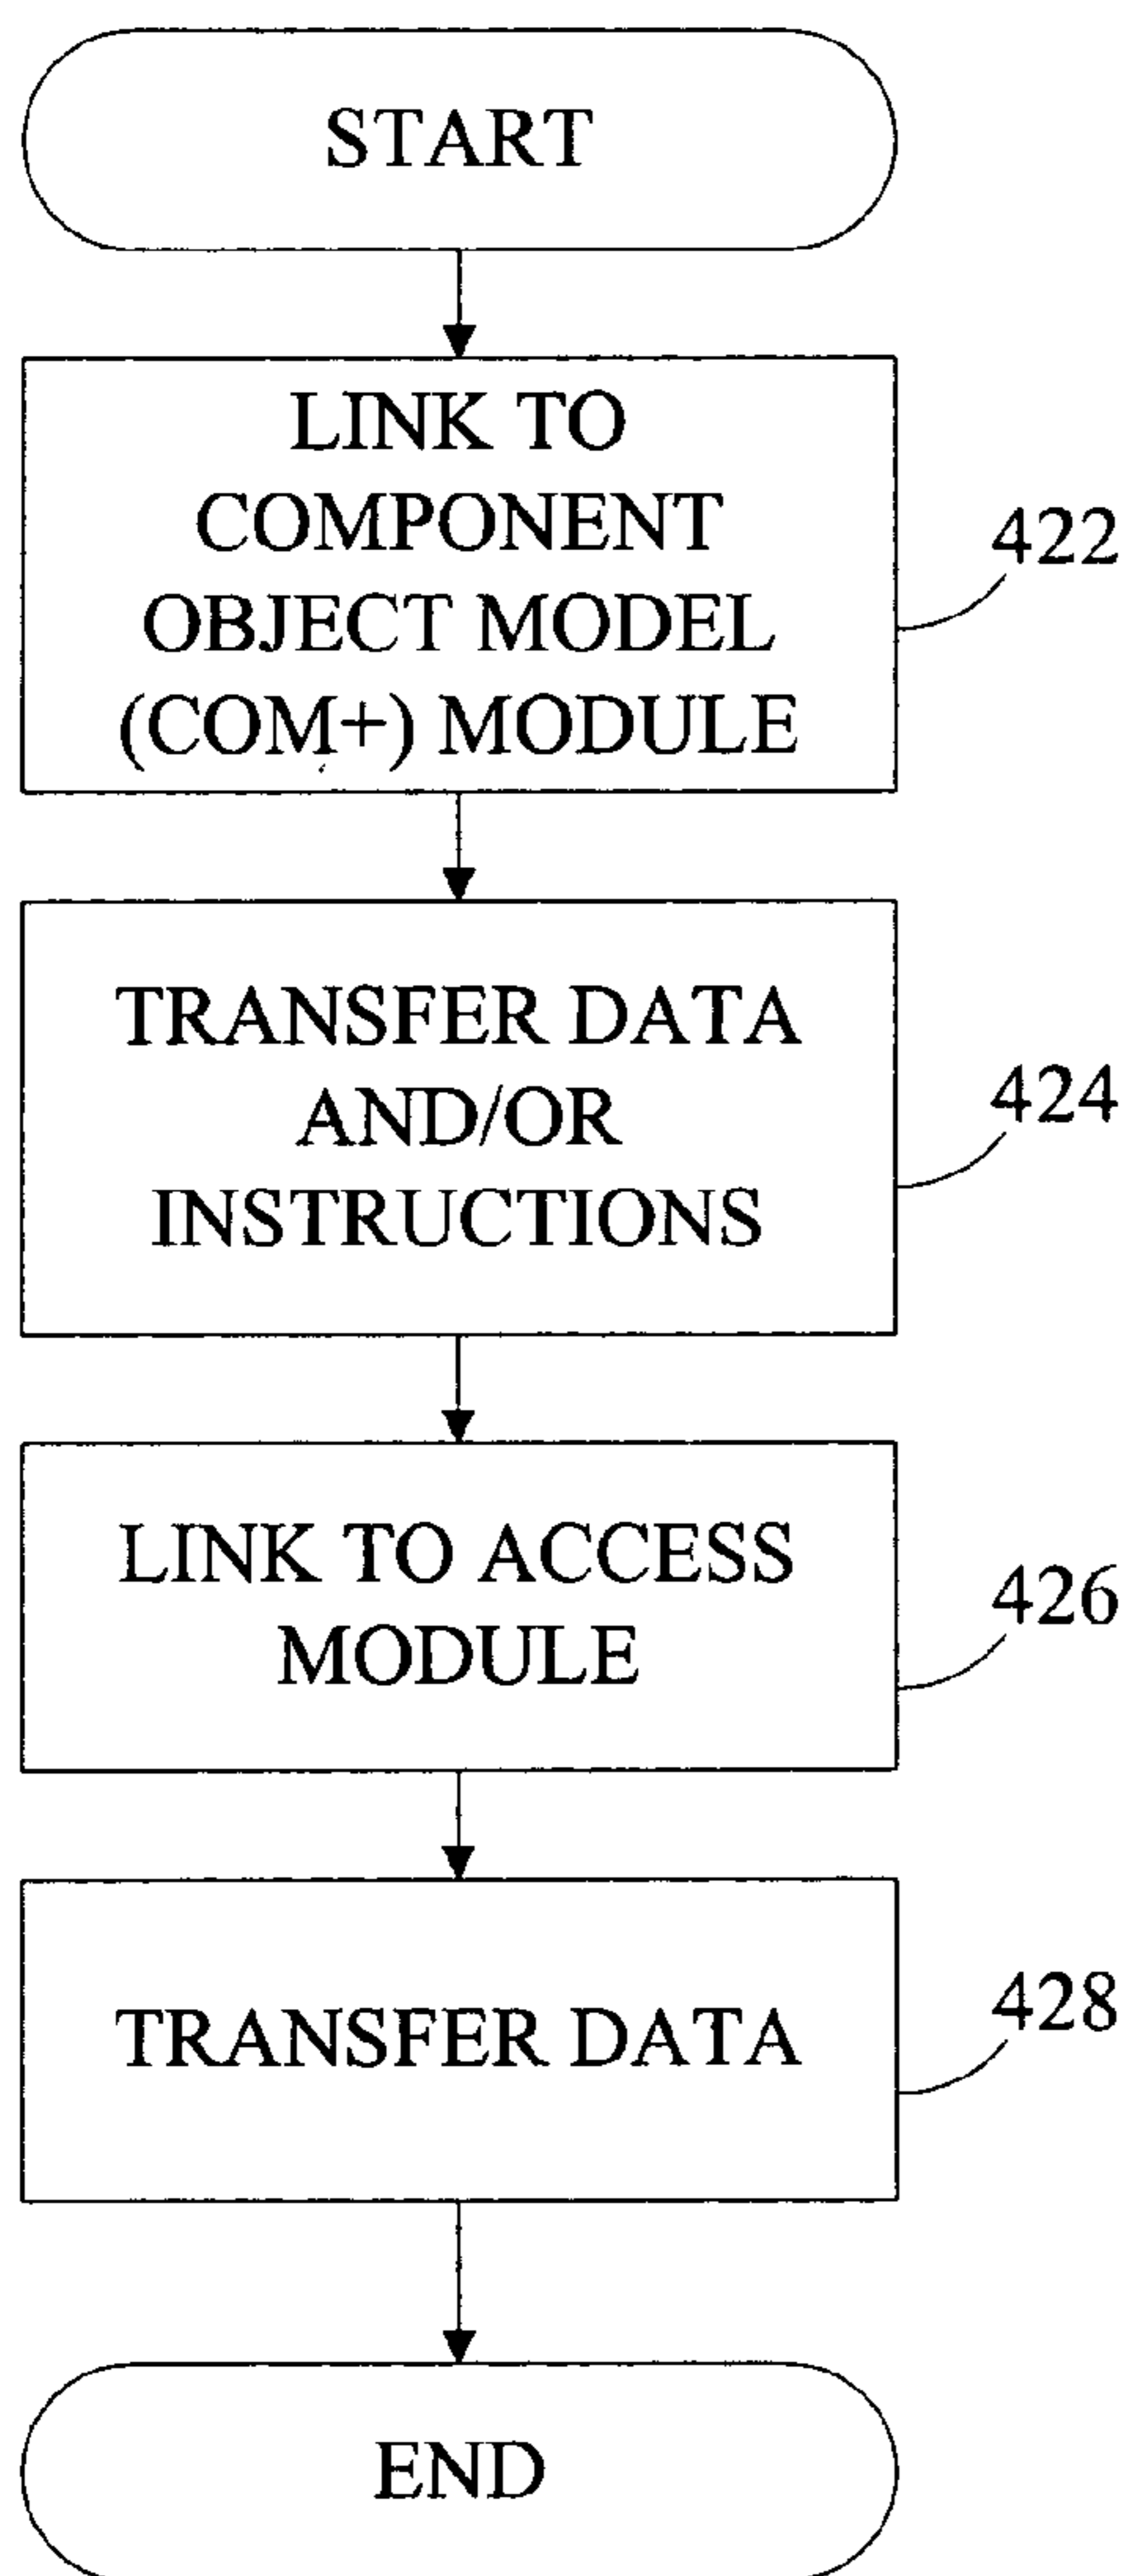 START
LINK TO
COMPONENT
OBJECT MODEL
(COM+) MODULE
422
TRANSFER DATA
AND/OR
INSTRUCTIONS
424
LINK TO ACCESS
MODULE
426
TRANSFER DATA
428
END